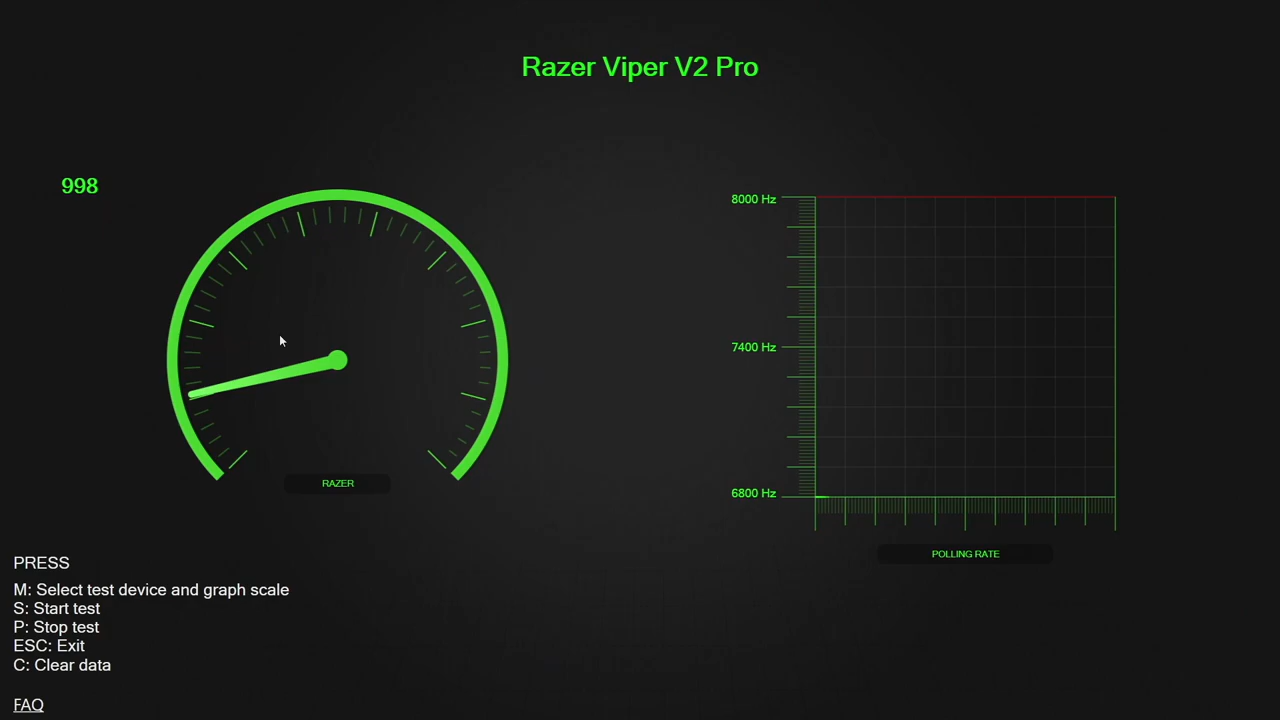 Razer Viper V2 Pro
998
RAZER
8000 Hz
7400 Hz
6800 Hz
POLLING RATE
PRESS
M: Select test device and graph scale
S: Start test
P: Stop test
ESC: Exit
C: Clear data
FAQ